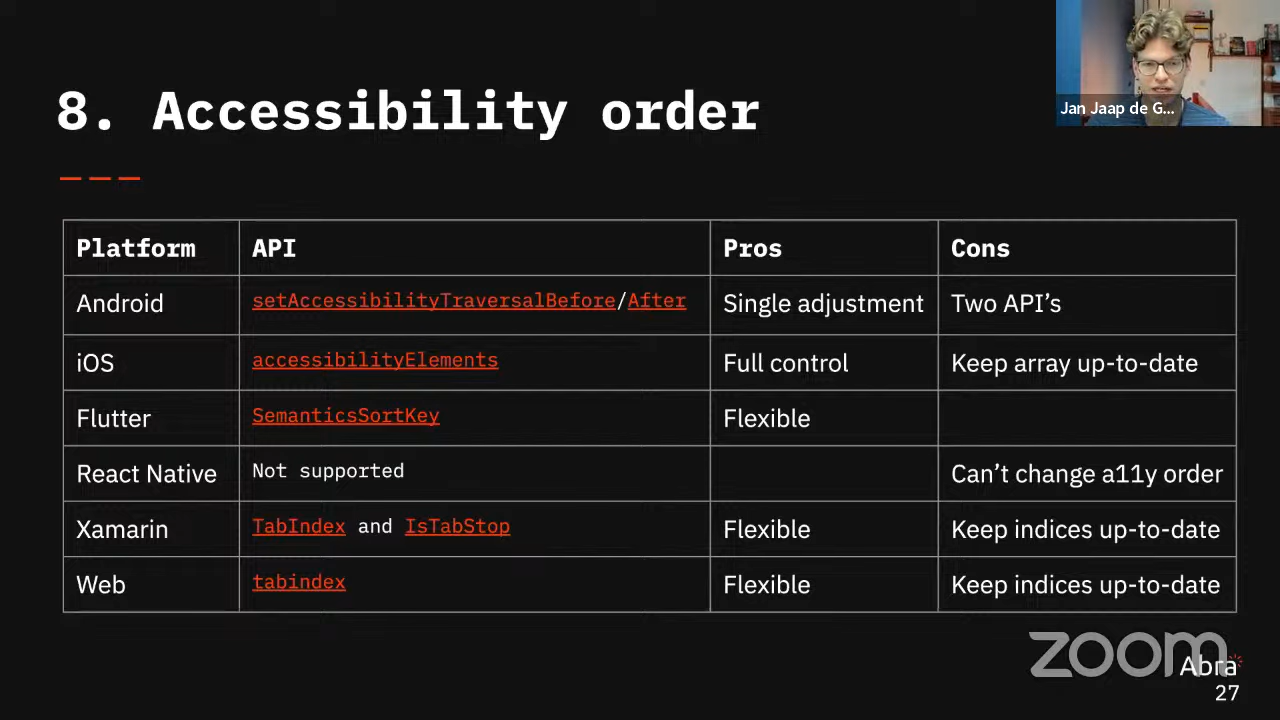 Jan Jaap de G...
8. Accessibility order
Platform API Pros Cons
Android setAccessibilityTraversalBefore/After Single adjustment Two API’s
iOS accessibilityElements Full control Keep array up-to-date
Flutter SemanticsSortKey Flexible
React Native Not supported Can’t change a11y order
Xamarin TabIndex and IsTabStop Flexible Keep indices up-to-date
Web tabindex Flexible Keep indices up-to-date
zoom
Abra
27